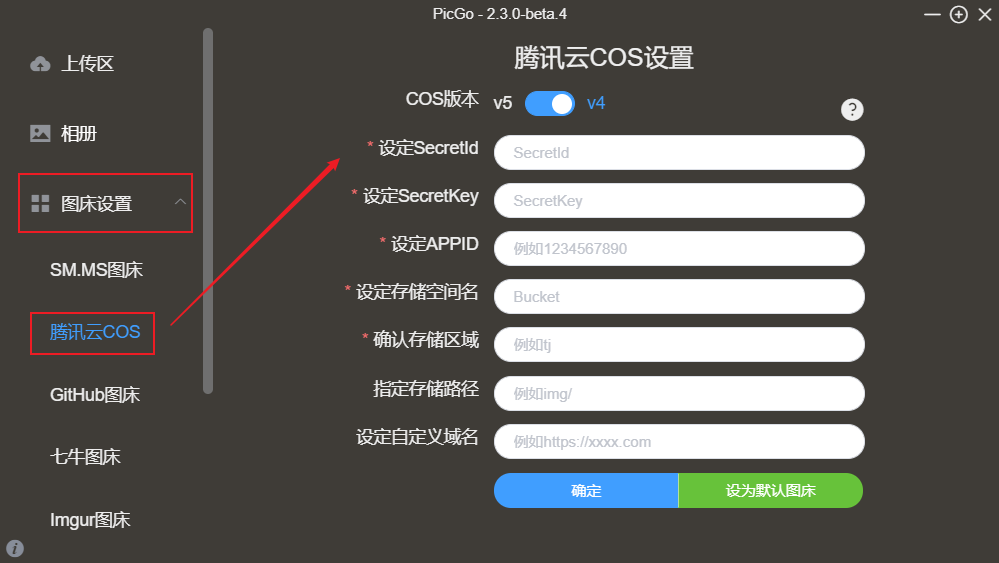 PicGo - 2.3.0-beta.4
上传区
相册
图床设置
SM.MS图床
腾讯云COS
GitHub图床
七牛图床
Imgur图床
腾讯云COS设置
COS版本 v5 v4
?
* 设定SecretId SecretId
* 设定SecretKey SecretKey
* 设定APPID 例如1234567890
* 设定存储空间名 Bucket
* 确认存储区域 例如tj
指定存储路径 例如img/
设定自定义域名 例如https://xxxx.com
确定 设为默认图床